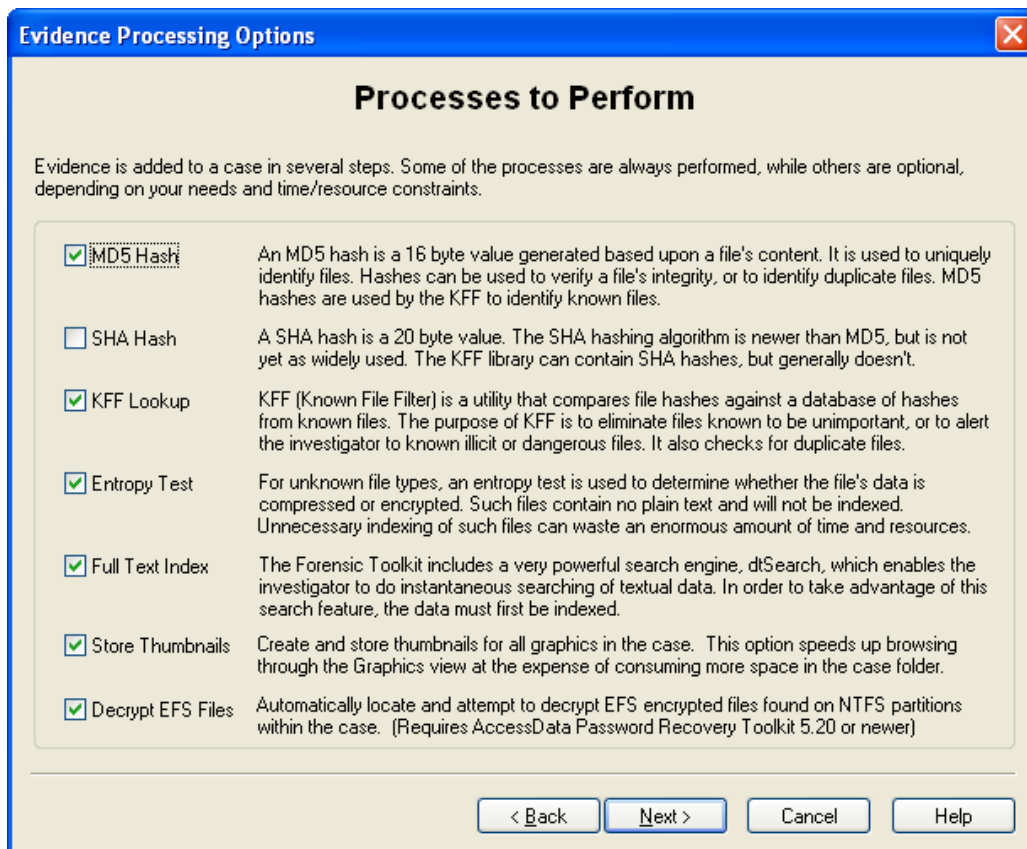 Evidence Processing Options
Processes to Perform
Evidence is added to a case in several steps. Some of the processes are always performed, while others are optional,
depending on your needs and time/resource constraints.
MD5 Hash
An MD5 hash is a 16 byte value generated based upon a file's content. It is used to uniquely
identify files. Hashes can be used to verify a file's integrity, or to identify duplicate files. MD5
hashes are used by the KFF to identify known files.
SHA Hash
A SHA hash is a 20 byte value. The SHA hashing algorithm is newer than MD5, but is not
yet as widely used. The KFF library can contain SHA hashes, but generally doesn't.
KFF Lookup
KFF (Known File Filter) is a utility that compares file hashes against a database of hashes
from known files. The purpose of KFF is to eliminate files known to be unimportant, or to alert
the investigator to known illicit or dangerous files. It also checks for duplicate files.
Entropy Test
For unknown file types, an entropy test is used to determine whether the file's data is
compressed or encrypted. Such files contain no plain text and will not be indexed.
Unnecessary indexing of such files can waste an enormous amount of time and resources.
Full Text Index
The Forensic Toolkit includes a very powerful search engine, dtSearch, which enables the
investigator to do instantaneous searching of textual data. In order to take advantage of this
search feature, the data must first be indexed.
Store Thumbnails
Create and store thumbnails for all graphics in the case. This option speeds up browsing
through the Graphics view at the expense of consuming more space in the case folder.
Decrypt EFS Files
Automatically locate and attempt to decrypt EFS encrypted files found on NTFS partitions
within the case. (Requires AccessData Password Recovery Toolkit 5.20 or newer)
< Back
Next >
Cancel
Help